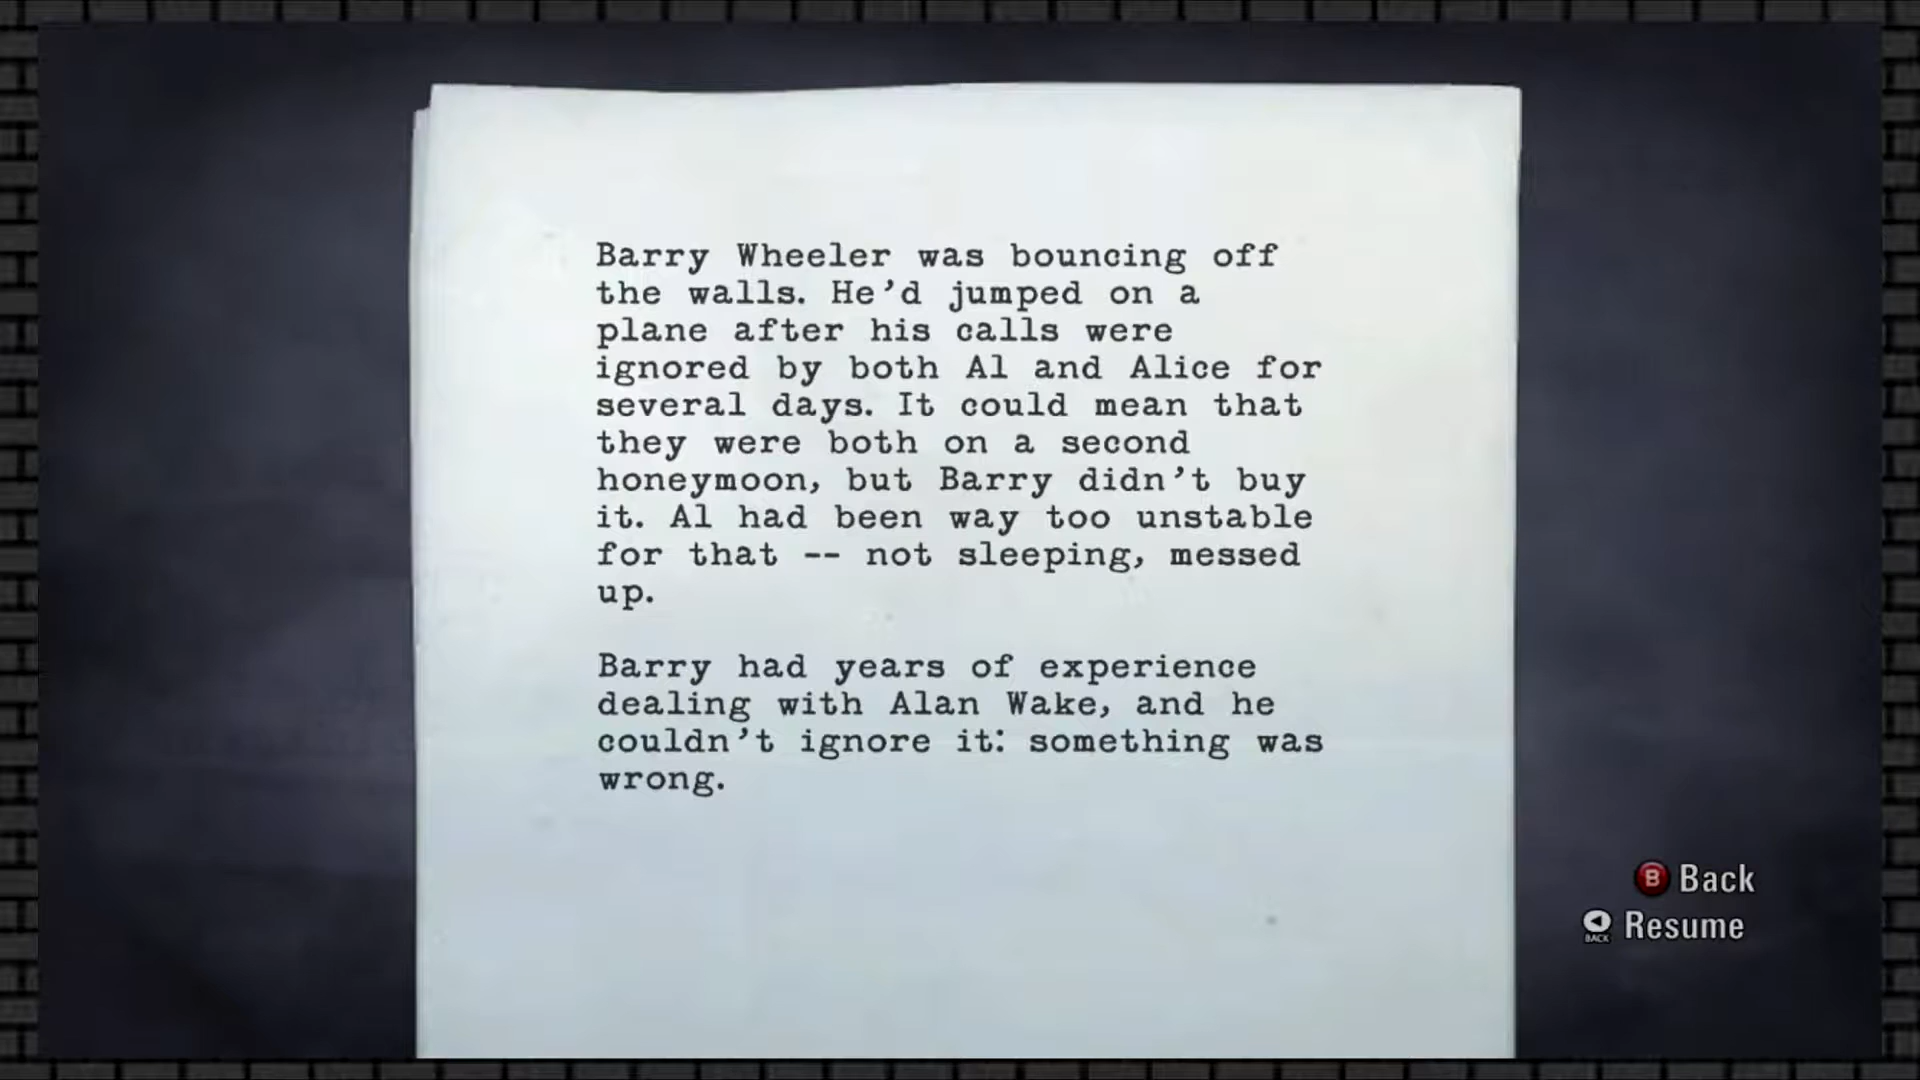 Barry Wheeler was bouncing off
the walls. He’d jumped on a
plane after his calls were
ignored by both Al and Alice for
several days. It could mean that
they were both on a second
honeymoon, but Barry didn’t buy
it. Al had been way too unstable
for that -- not sleeping, messed
up.
Barry had years of experience
dealing with Alan Wake, and he
couldn’t ignore it: something was
wrong.
B Back
BACK Resume